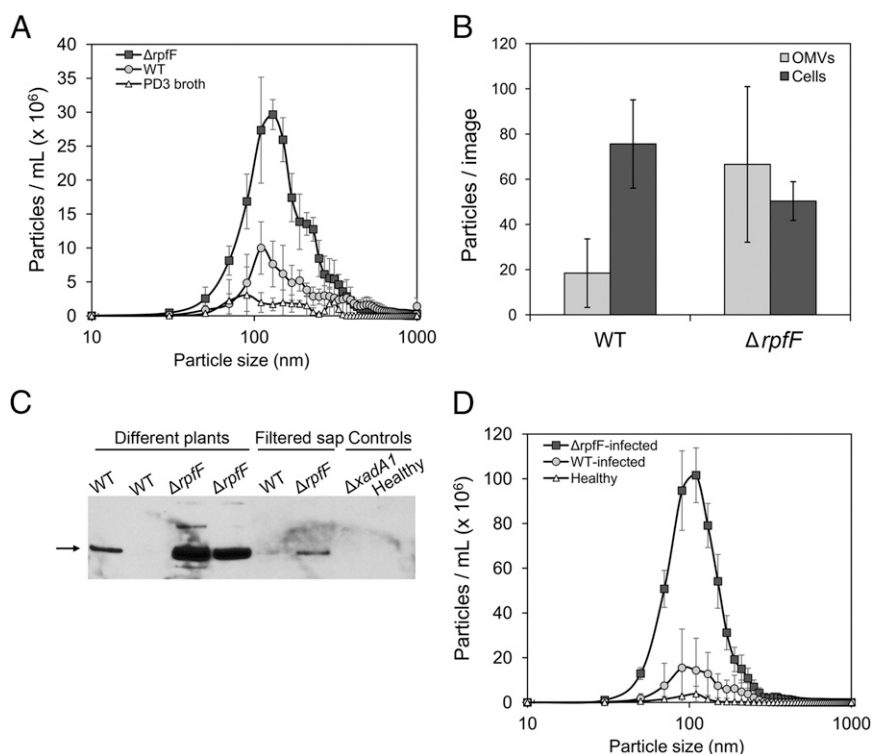 A
ΔrpfF
WT
PD3 broth
Particles / mL (x 10⁶)
40
35
30
25
20
15
10
5
0
10
100
1000
Particle size (nm)
B
OMVs
Cells
Particles / image
120
100
80
60
40
20
0
WT
ΔrpfF
C
Different plants
Filtered sap
Controls
WT
WT
ΔrpfF
ΔrpfF
WT
ΔrpfF
ΔxadA1
Healthy
D
ΔrpfF-infected
WT-infected
Healthy
Particles / mL (x 10⁶)
120
100
80
60
40
20
0
10
100
1000
Particle size (nm)